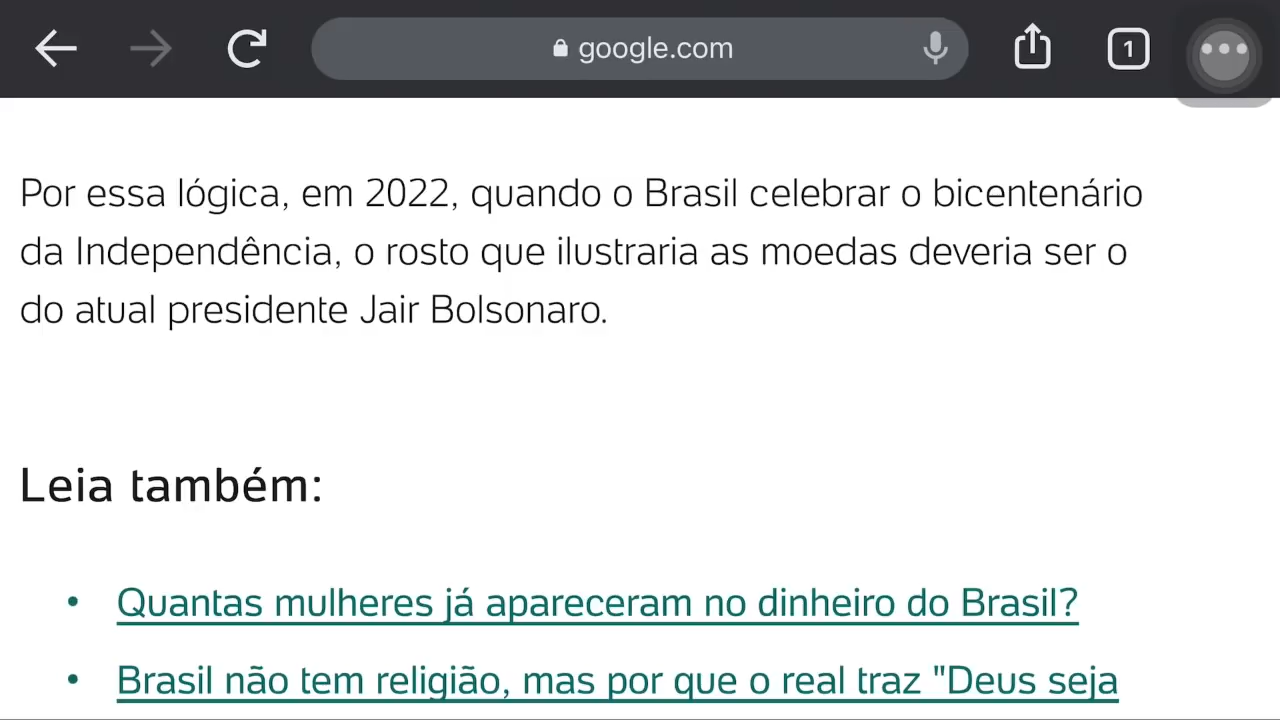 google.com
1
Por essa lógica, em 2022, quando o Brasil celebrar o bicentenário
da Independência, o rosto que ilustraria as moedas deveria ser o
do atual presidente Jair Bolsonaro.
Leia também:
• Quantas mulheres já apareceram no dinheiro do Brasil?
• Brasil não tem religião, mas por que o real traz "Deus seja